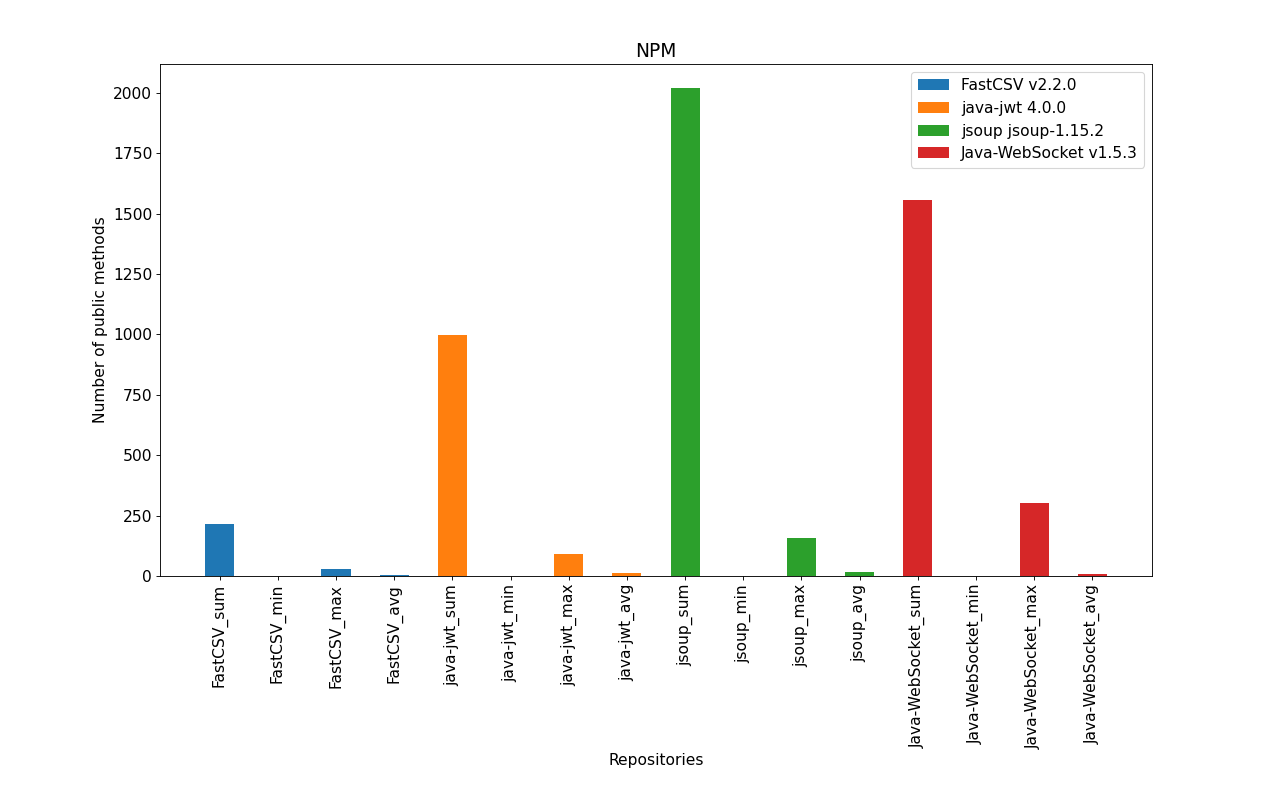 NPM
Number of public methods
2000
1750
1500
1250
1000
750
500
250
0
FastCSV v2.2.0
java-jwt 4.0.0
jsoup jsoup-1.15.2
Java-WebSocket v1.5.3
FastCSV_sum
FastCSV_min
FastCSV_max
FastCSV_avg
java-jwt_sum
java-jwt_min
java-jwt_max
java-jwt_avg
jsoup_sum
jsoup_min
jsoup_max
jsoup_avg
Java-WebSocket_sum
Java-WebSocket_min
Java-WebSocket_max
Java-WebSocket_avg
Repositories